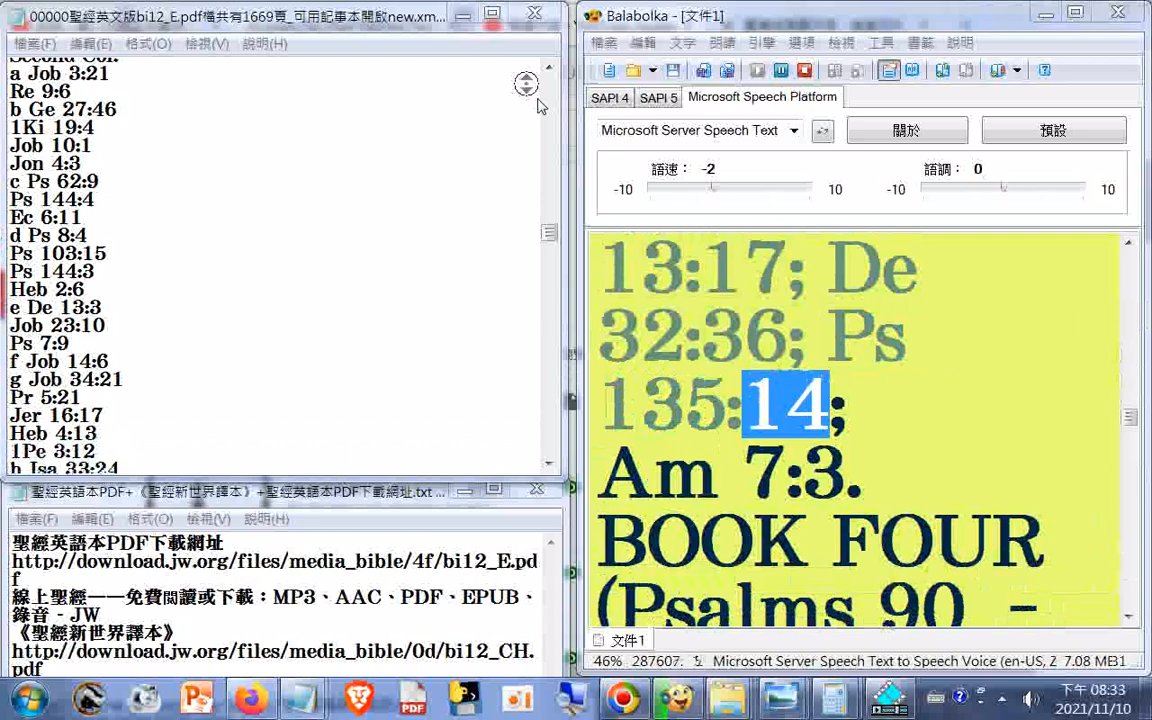 00000聖經英文版bi12_E.pdf檔共有1669頁_可用記事本開啟new.xm...
檔案(F) 編輯(E) 格式(O) 檢視(V) 說明(H)
Second Col.
a Job 3:21
Re 9:6
b Ge 27:46
1Ki 19:4
Job 10:1
Jon 4:3
c Ps 62:9
Ps 144:4
Ec 6:11
d Ps 8:4
Ps 103:15
Ps 144:3
Heb 2:6
e De 13:3
Job 23:10
Ps 7:9
f Job 14:6
g Job 34:21
Pr 5:21
Jer 16:17
Heb 4:13
1Pe 3:12
h Isa 33:24
聖經英語本PDF+《聖經新世界譯本》+聖經英語本PDF下載網址.txt ...
檔案(F) 編輯(E) 格式(O) 檢視(V) 說明(H)
聖經英語本PDF下載網址
http://download.jw.org/files/media_bible/4f/bi12_E.pd
f
線上聖經——免費閱讀或下載：MP3、AAC、PDF、EPUB、
錄音 - JW
《聖經新世界譯本》
http://download.jw.org/files/media_bible/0d/bi12_CH.
pdf
Balabolka - [文件1]
檔案 編輯 文字 朗讀 引擎 選項 檢視 工具 書籤 說明
SAPI 4 SAPI 5 Microsoft Speech Platform
Microsoft Server Speech Text 關於 預設
語速： -2 語調： 0
-10 10 -10 10
13:17; De
32:36; Ps
135:14;
Am 7:3.
BOOK FOUR
(Psalms 90 –
文件1
46% 287607. Microsoft Server Speech Text to Speech Voice (en-US, Z 7.08 MB1
下午 08:33
2021/11/10